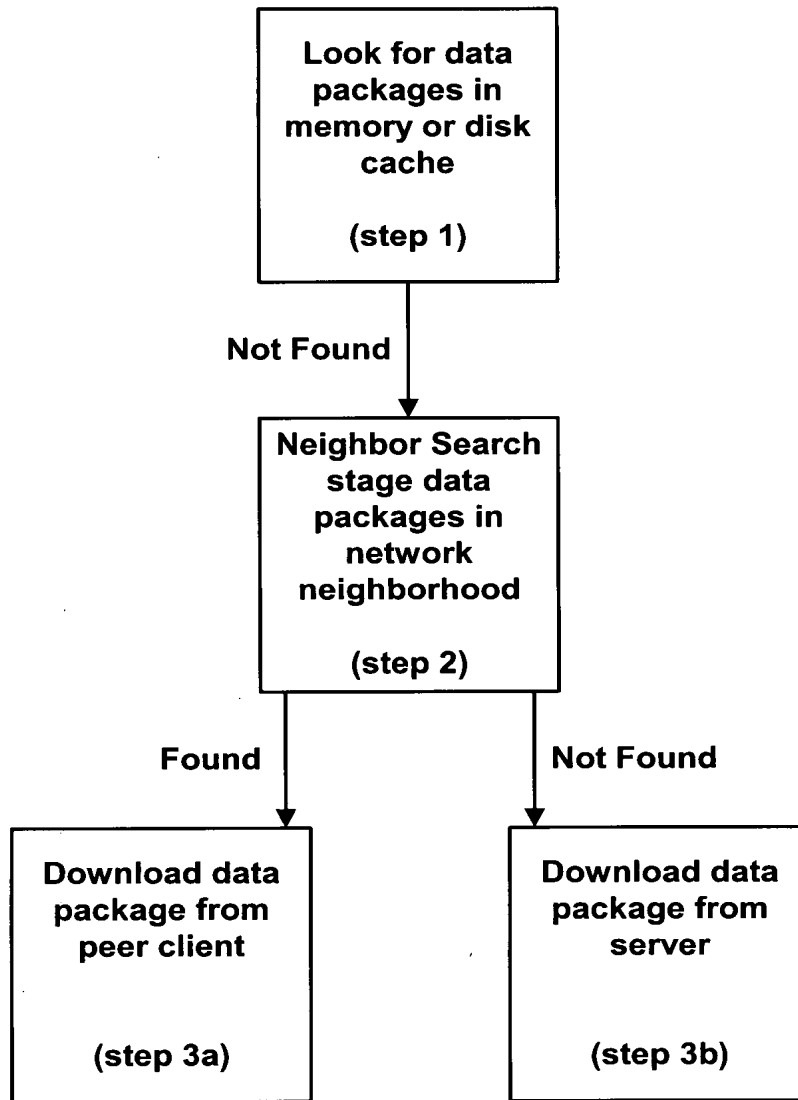 Look for data
packages in
memory or disk
cache
(step 1)
Not Found
Neighbor Search
stage data
packages in
network
neighborhood
(step 2)
Found
Not Found
Download data
package from
peer client
(step 3a)
Download data
package from
server
(step 3b)